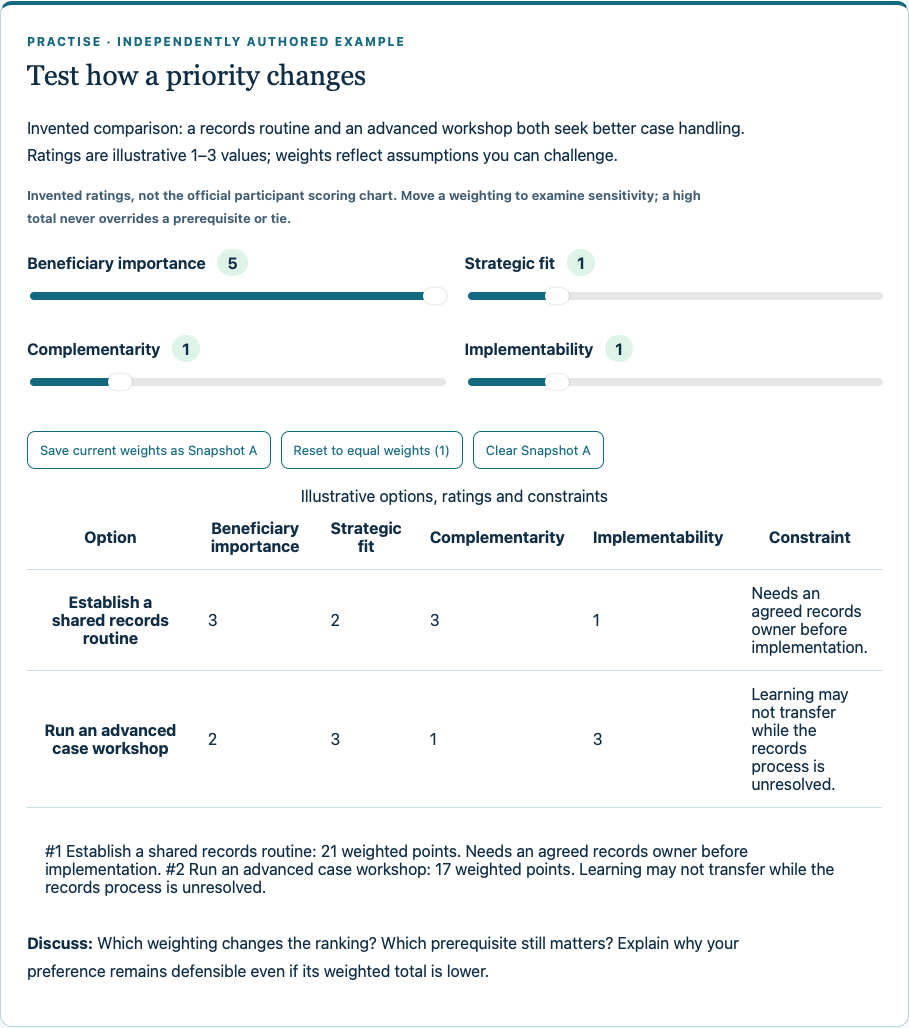 PRACTISE · INDEPENDENTLY AUTHORED EXAMPLE
Test how a priority changes
Invented comparison: a records routine and an advanced workshop both seek better case handling.
Ratings are illustrative 1–3 values; weights reflect assumptions you can challenge.
Invented ratings, not the official participant scoring chart. Move a weighting to examine sensitivity; a high
total never overrides a prerequisite or tie.
Beneficiary importance 5
Strategic fit 1
Complementarity 1
Implementability 1
Save current weights as Snapshot A
Reset to equal weights (1)
Clear Snapshot A
Illustrative options, ratings and constraints
Option
Beneficiary
importance
Strategic
fit
Complementarity
Implementability
Constraint
Establish a
shared records
routine
3
2
3
1
Needs an
agreed records
owner before
implementation.
Run an advanced
case workshop
2
3
1
3
Learning may
not transfer
while the
records
process is
unresolved.
#1 Establish a shared records routine: 21 weighted points. Needs an agreed records owner before
implementation. #2 Run an advanced case workshop: 17 weighted points. Learning may not transfer while the
records process is unresolved.
Discuss: Which weighting changes the ranking? Which prerequisite still matters? Explain why your
preference remains defensible even if its weighted total is lower.